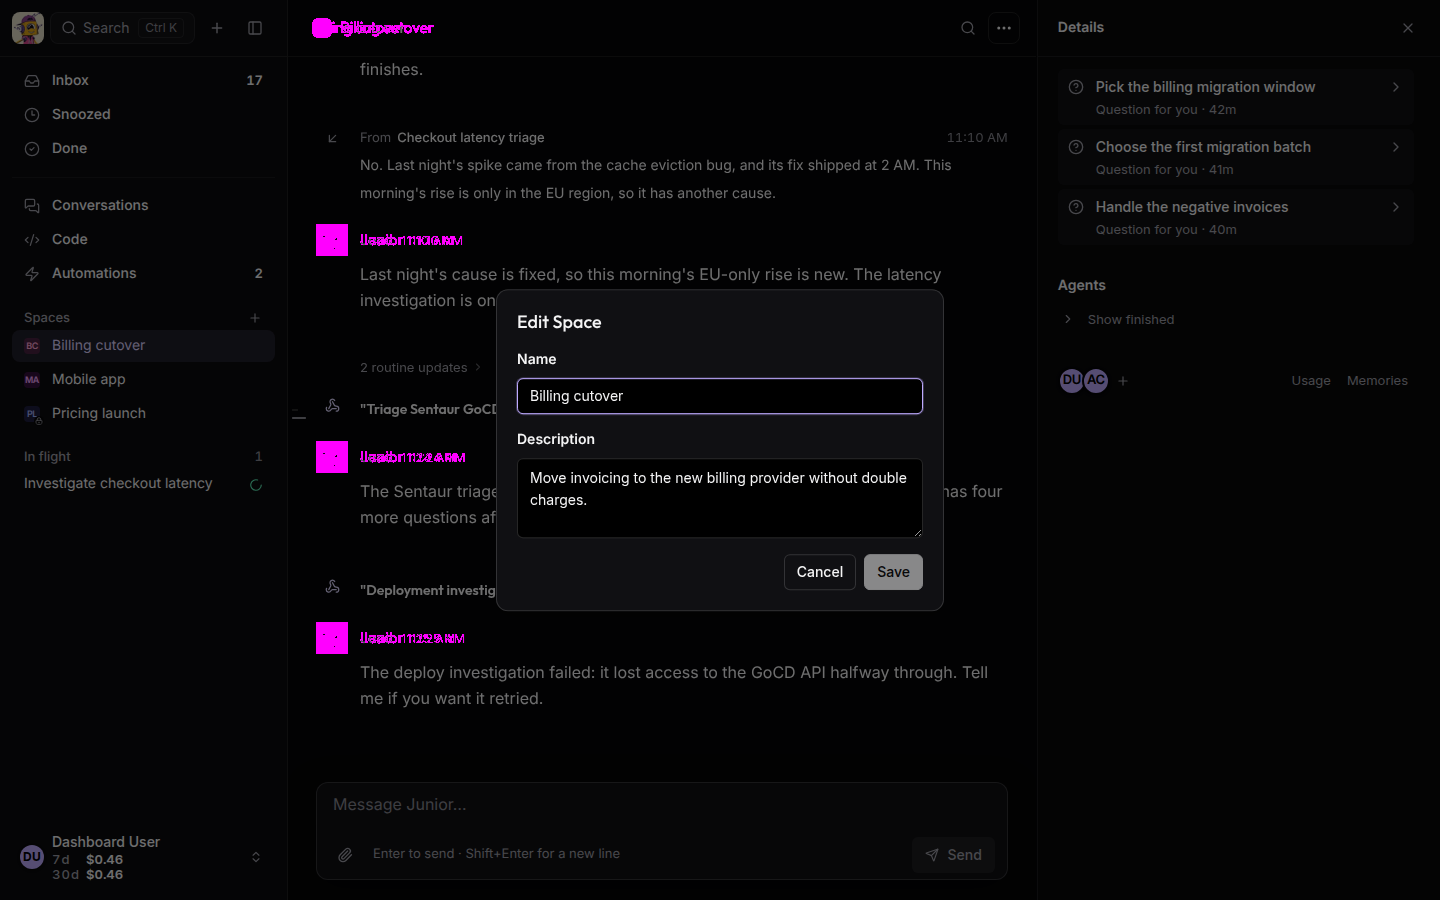 Search
Ctrl K
Inbox
17
Snoozed
Done
Conversations
Code
Automations
2
Spaces
BC
Billing cutover
MA
Mobile app
PL
Pricing launch
In flight
1
Investigate checkout latency
Dashboard User
DU
7d $0.46
30d $0.46
finishes.
From Checkout latency triage
11:10 AM
No. Last night's spike came from the cache eviction bug, and its fix shipped at 2 AM. This
morning's rise is only in the EU region, so it has another cause.
Last night's cause is fixed, so this morning's EU-only rise is new. The latency
investigation is on
2 routine updates
"Triage Sentaur GoCD
The Sentaur triage
has four
more questions af
"Deployment investig
The deploy investigation failed: it lost access to the GoCD API halfway through. Tell
me if you want it retried.
Message Junior...
Enter to send · Shift+Enter for a new line
Send
Edit Space
Name
Billing cutover
Description
Move invoicing to the new billing provider without double
charges.
Cancel
Save
Details
Pick the billing migration window
Question for you · 42m
Choose the first migration batch
Question for you · 41m
Handle the negative invoices
Question for you · 40m
Agents
Show finished
DU
AC
Usage
Memories